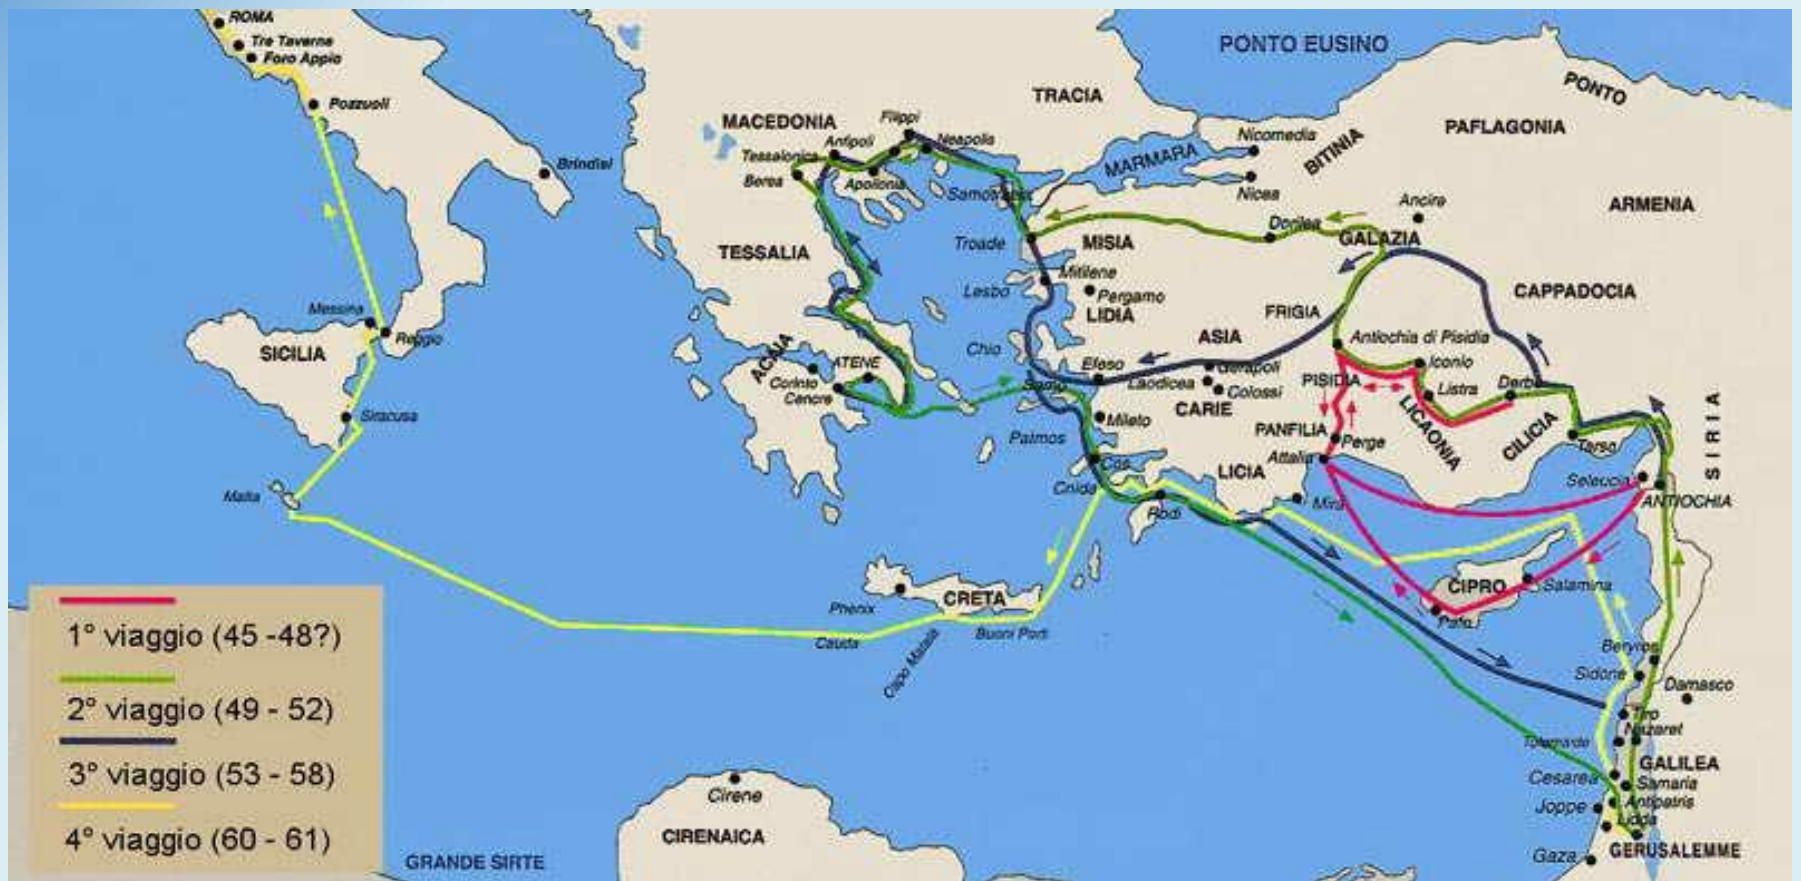 ROMA
Tre Taverne
Foro Appio
Pozzuoli
Brindisi
Messina
Reggio
SICILIA
Siracusa
Malta
PONTO EUSINO
PONTO
TRACIA
MACEDONIA
Filippi
Anfipoli
Neapolis
Tessalonica
Berea
Apollonia
MARMARA
Nicomedia
BITINIA
PAFLAGONIA
Nicea
Ancira
ARMENIA
TESSALIA
Troade
MISIA
Dorilea
GALAZIA
Mitilene
Lesbo
Pergamo
LIDIA
CAPPADOCIA
FRIGIA
ASIA
Antiochia di Pisidia
Chio
ACAIA
ATENE
Corinto
Cencre
Efeso
Laodicea
Colossi
PISIDIA
Iconio
Listra
Derbe
CARIE
Mileto
LICAONIA
CILICIA
SIRIA
Patmos
PANFILIA
Perge
Tarso
Attalia
LICIA
Cos
Cnido
Rodi
Mira
Seleucia
ANTIOCHIA
CIPRO
Salamina
CRETA
Phenix
Cauda
Capo Matala
Buoni Porti
Sidone
Damasco
Tiro
Nazaret
GALILEA
Cesarea
Samaria
Antipatris
Joppe
Lidda
Gaza
GERUSALEMME
Cirene
CIRENAICA
GRANDE SIRTE
1° viaggio (45 -48?)
2° viaggio (49 - 52)
3° viaggio (53 - 58)
4° viaggio (60 - 61)